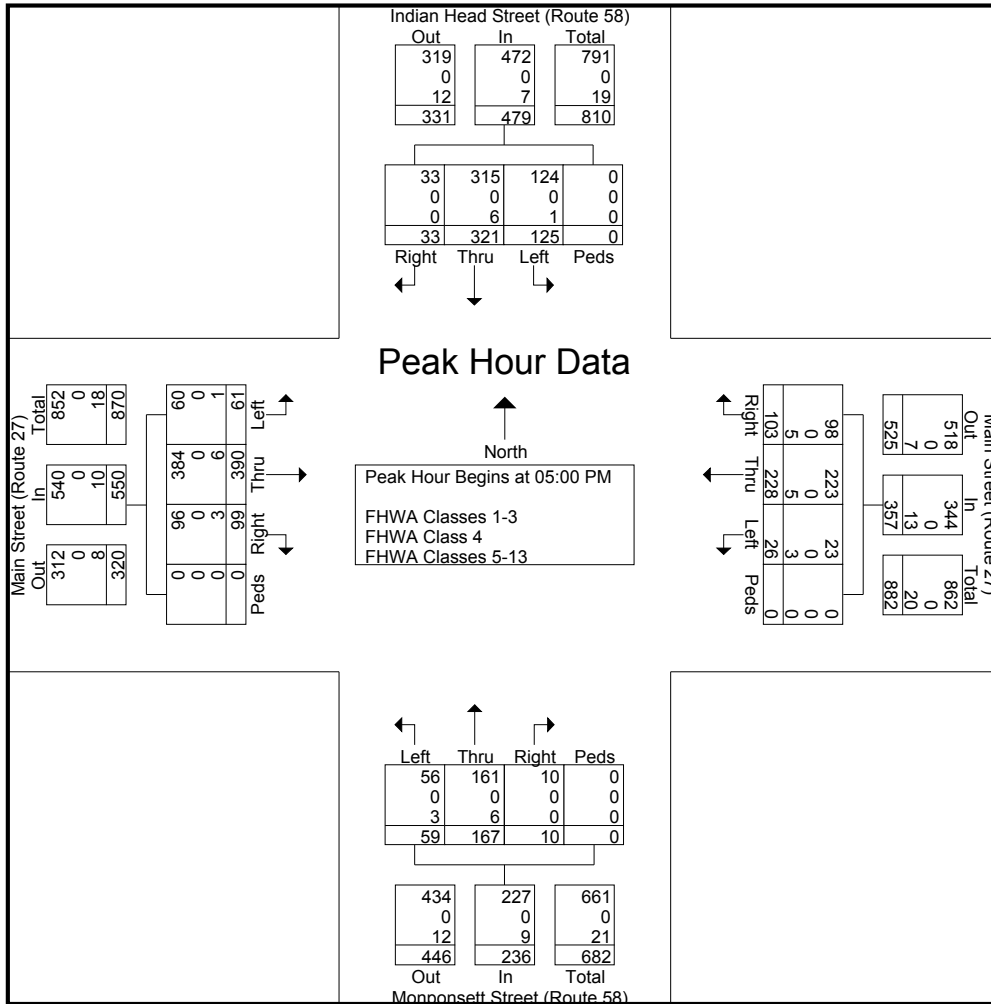 Indian Head Street (Route 58)
Out In Total
319 472 791
0 0 0
12 7 19
331 479 810
33 315 124 0
0 0 0 0
0 6 1 0
33 321 125 0
Right Thru Left Peds
Peak Hour Data
North
Peak Hour Begins at 05:00 PM
FHWA Classes 1-3
FHWA Class 4
FHWA Classes 5-13
Main Street (Route 27)
Total In Out
852 540 312
0 0 0
18 10 8
870 550 320
60 384 96 0
0 0 0 0
1 6 3 0
61 390 99 0
Left Thru Right Peds
Main Street (Route 27)
Out In Total
518 344 862
0 0 0
7 13 20
525 357 882
98 223 23 0
0 0 0 0
5 5 3 0
103 228 26 0
Right Thru Left Peds
Left Thru Right Peds
56 161 10 0
0 0 0 0
3 6 0 0
59 167 10 0
434 227 661
0 0 0
12 9 21
446 236 682
Out In Total
Monponsett Street (Route 58)